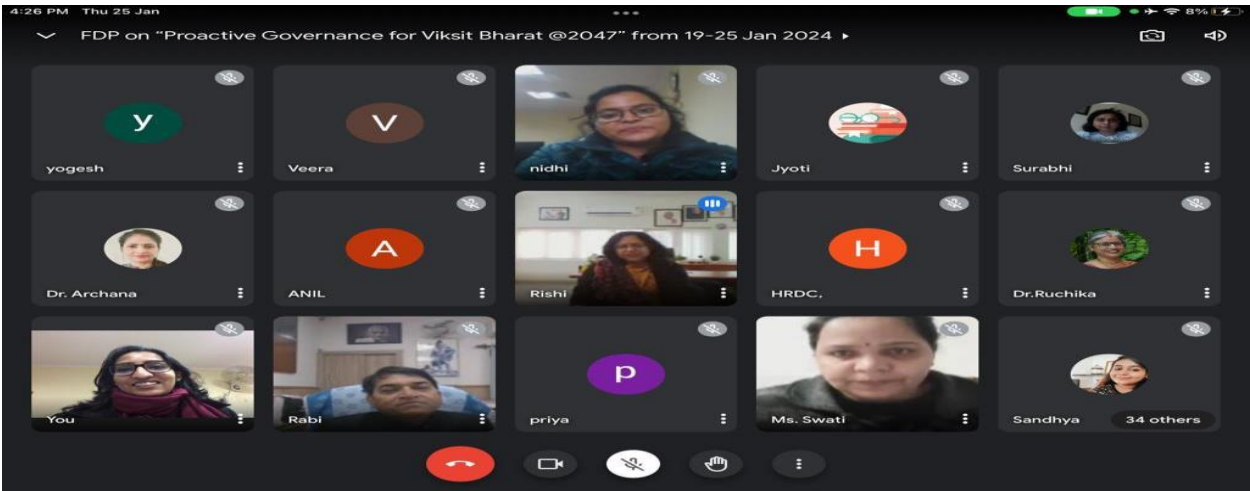 4:26 PM Thu 25 Jan
8%
FDP on “Proactive Governance for Viksit Bharat @2047” from 19-25 Jan 2024
y
V
yogesh
Veera
nidhi
Jyoti
Surabhi
A
H
Dr. Archana
ANIL
Rishi
HRDC,
Dr.Ruchika
p
You
Rabi
priya
Ms. Swati
Sandhya
34 others